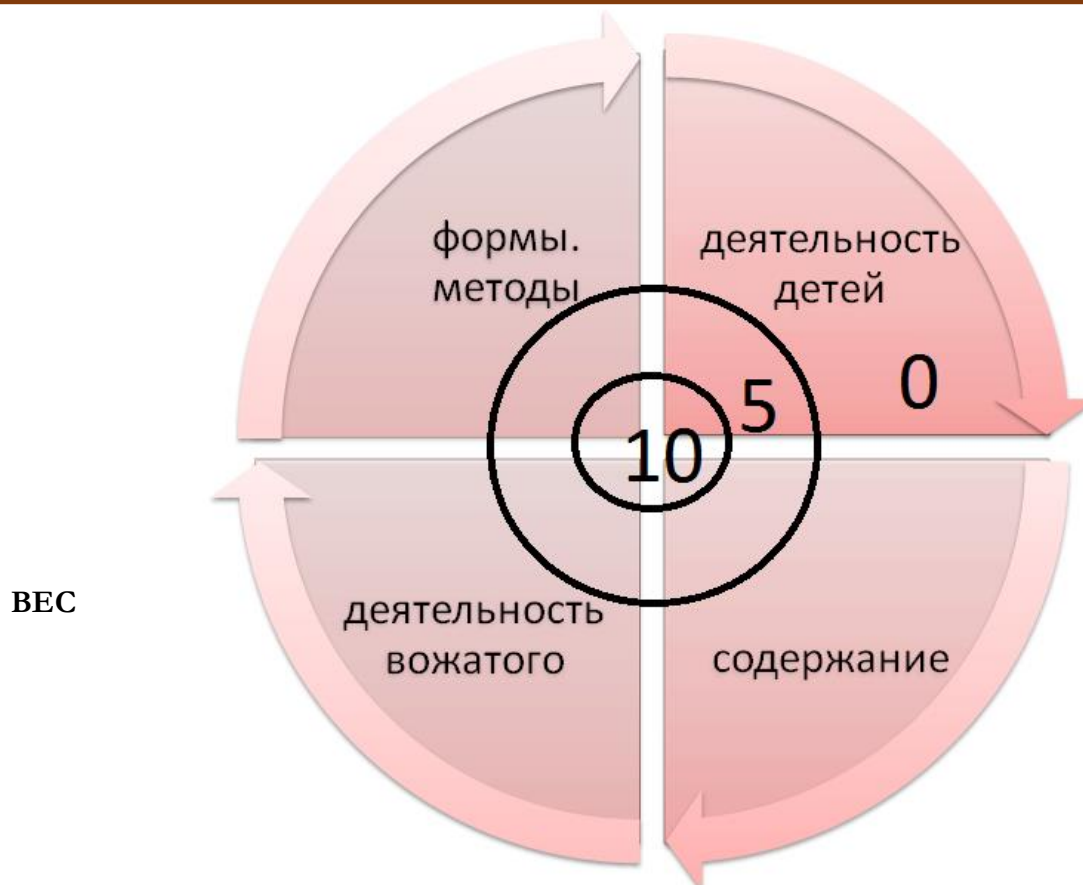 формы.
методы
деятельность
детей
5
0
10
ВЕС
деятельность
вожатого
содержание